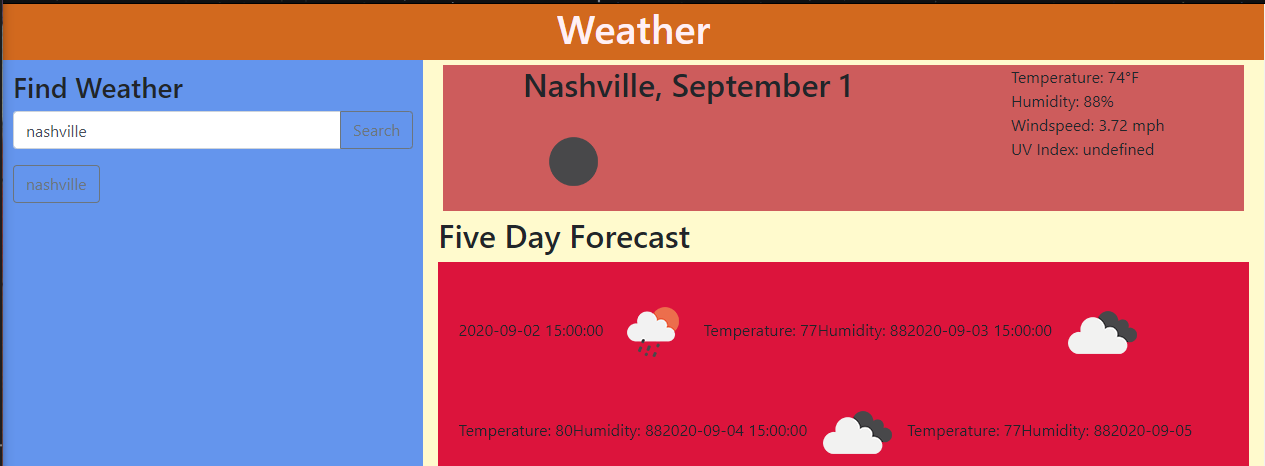 Weather
Find Weather
nashville
Search
nashville
Nashville, September 1
Temperature: 74°F
Humidity: 88%
Windspeed: 3.72 mph
UV Index: undefined
Five Day Forecast
2020-09-02 15:00:00 Temperature: 77Humidity: 882020-09-03 15:00:00
Temperature: 80Humidity: 882020-09-04 15:00:00 Temperature: 77Humidity: 882020-09-05